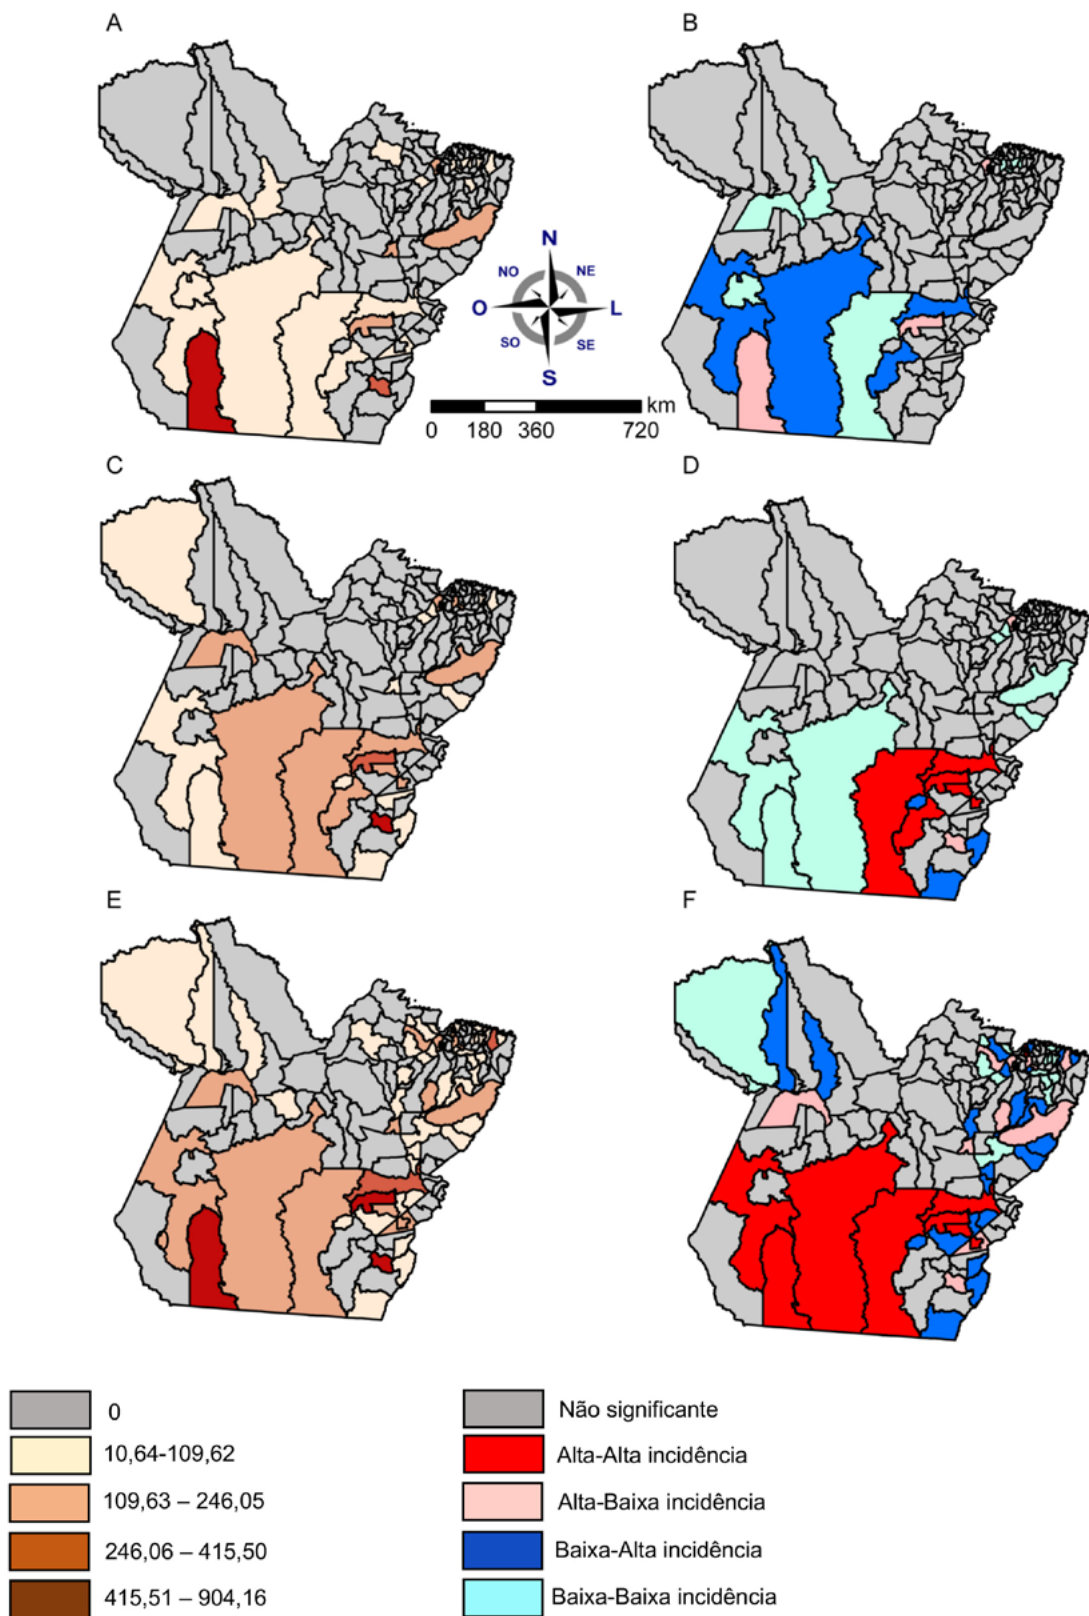 A
B
N
NO
NE
O
L
SO
SE
S
km
0
180
360
720
C
D
E
F
0
10,64-109,62
109,63 – 246,05
246,06 – 415,50
415,51 – 904,16
Não significante
Alta-Alta incidência
Alta-Baixa incidência
Baixa-Alta incidência
Baixa-Baixa incidência